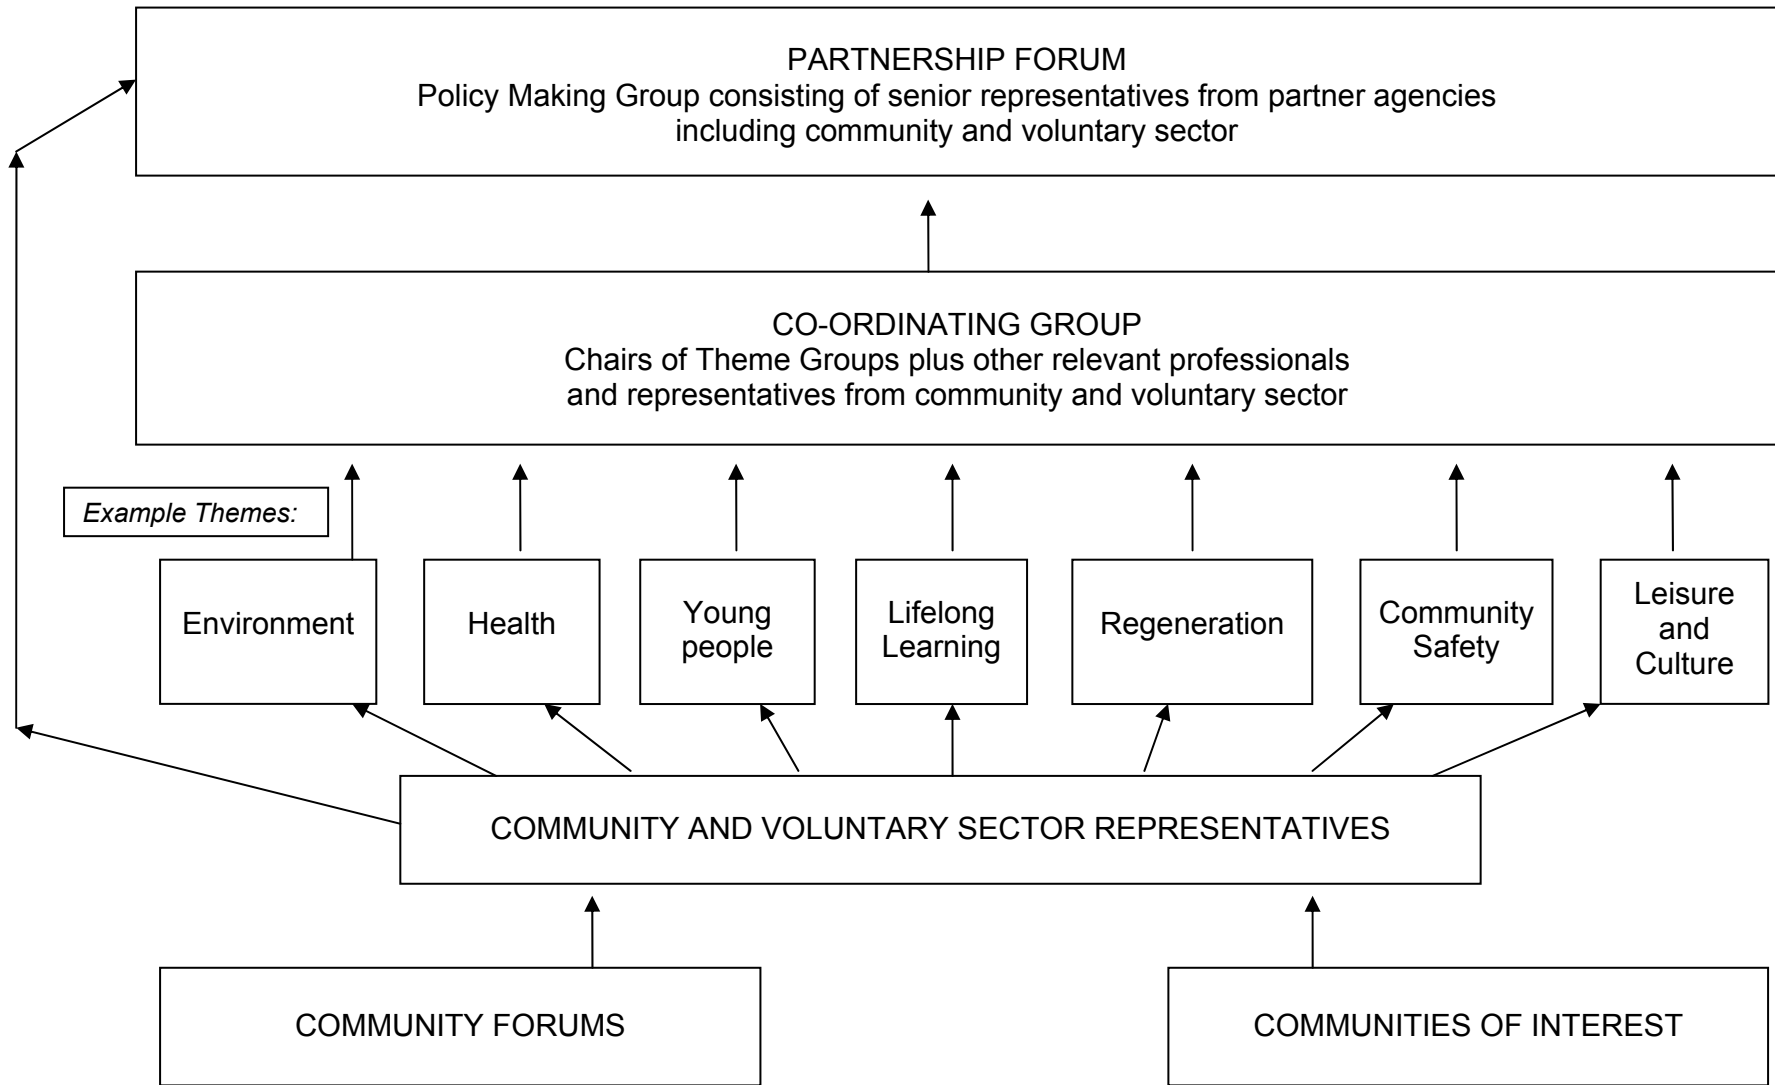 PARTNERSHIP FORUM
Policy Making Group consisting of senior representatives from partner agencies
including community and voluntary sector
CO-ORDINATING GROUP
Chairs of Theme Groups plus other relevant professionals
and representatives from community and voluntary sector
Example Themes:
Environment
Health
Young
people
Lifelong
Learning
Regeneration
Community
Safety
Leisure
and
Culture
COMMUNITY AND VOLUNTARY SECTOR REPRESENTATIVES
COMMUNITY FORUMS
COMMUNITIES OF INTEREST